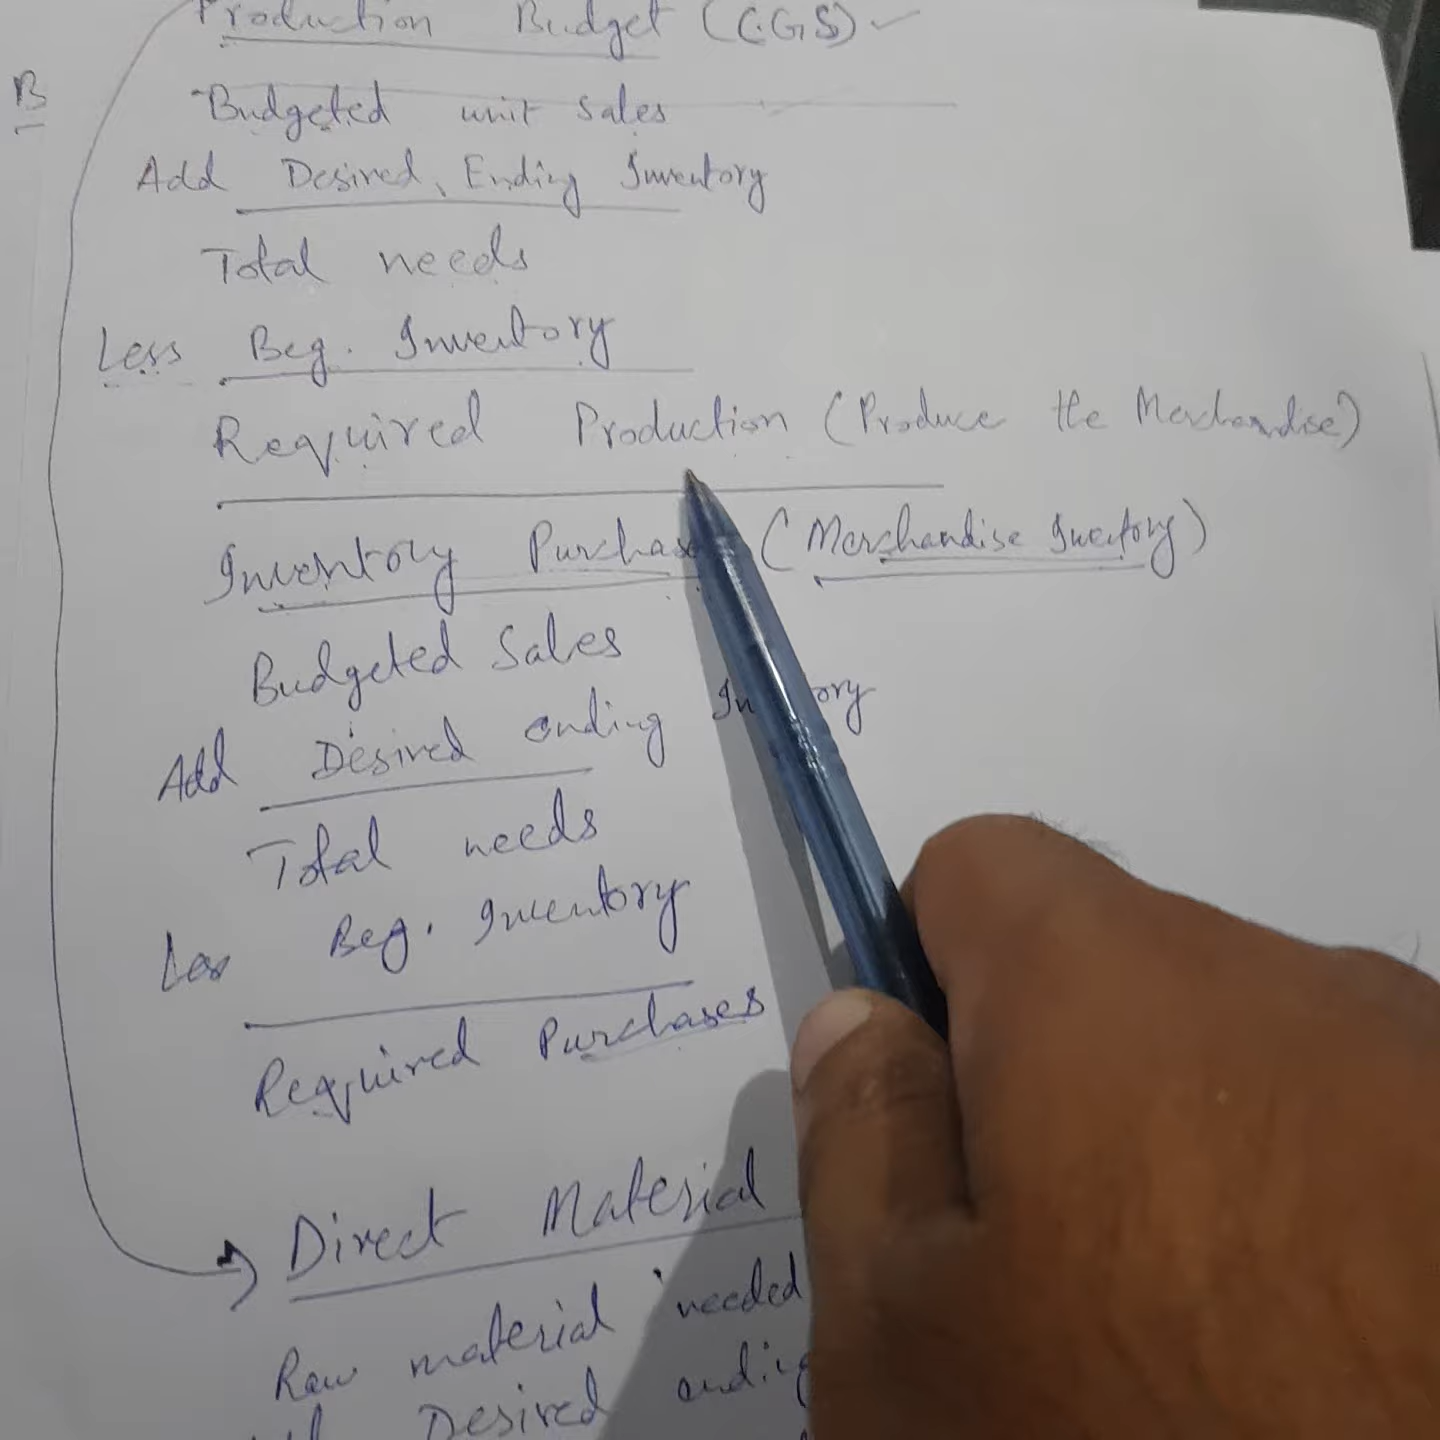 Production Budget (CGS)
B
Budgeted unit Sales
Add Desired Ending Inventory
Total needs
Less Beg. Inventory
Required Production (Produce the Merchandise)
Inventory Purchase (Merchandise Inventory)
Budgeted Sales
Add Desired ending
Total needs
Less Beg. Inventory
Required Purchases
Direct Material
Raw material needed
Desired ending